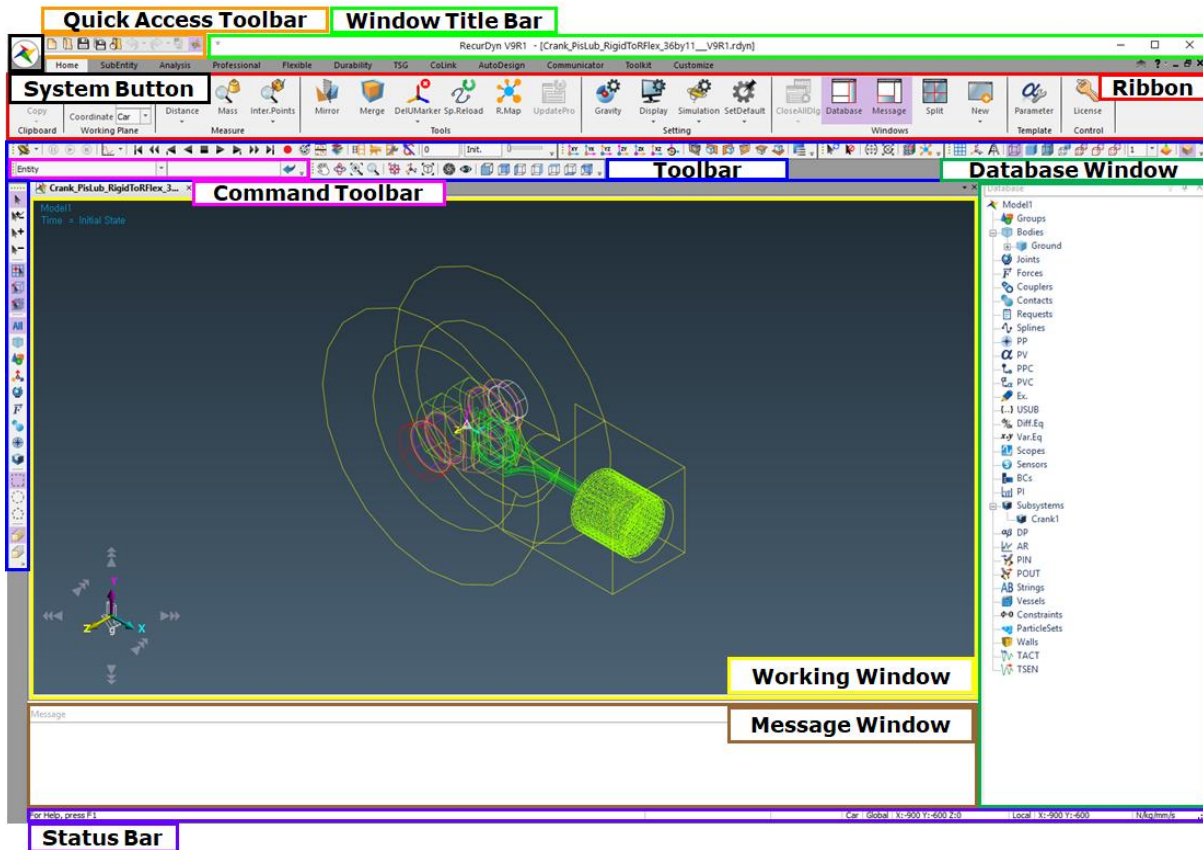 Quick Access Toolbar
Window Title Bar
RecurDyn V9R1 - [Crank_PisLub_RigidToRFlex_36by11__V9R1.rdyn]
Home SubEntity Analysis Professional Flexible Durability TSG CoLink AutoDesign Communicator Toolkit Customize
System Button
Ribbon
Copy Coordinate Car Distance Mass Inter.Points Mirror Merge DelUMarker Sp.Reload R.Map UpdatePro Gravity Display Simulation SetDefault CloseAllDlg Database Message Split New Parameter License
Clipboard Working Plane Measure Tools Setting Windows Template Control
0 Init. 1
Entity
Toolbar
Database Window
Crank_PisLub_RigidToRFlex_3...
Command Toolbar
Database
Model1
Time = Initial State
All
Y
Z
X
g
Model1
Groups
Bodies
Ground
Joints
Forces
Couplers
Contacts
Requests
Splines
PP
PV
PPC
PVC
Ex.
{..} USUB
Diff.Eq
x-y Var.Eq
Scopes
Sensors
BCs
PI
Subsystems
Crank1
αβ DP
AR
PIN
POUT
AB Strings
Vessels
Constraints
ParticleSets
Walls
TACT
TSEN
Working Window
Message
Message Window
For Help, press F1
Car Global X:-900 Y:-600 Z:0 Local X:-900 Y:-600 N/kg/mm/s
Status Bar